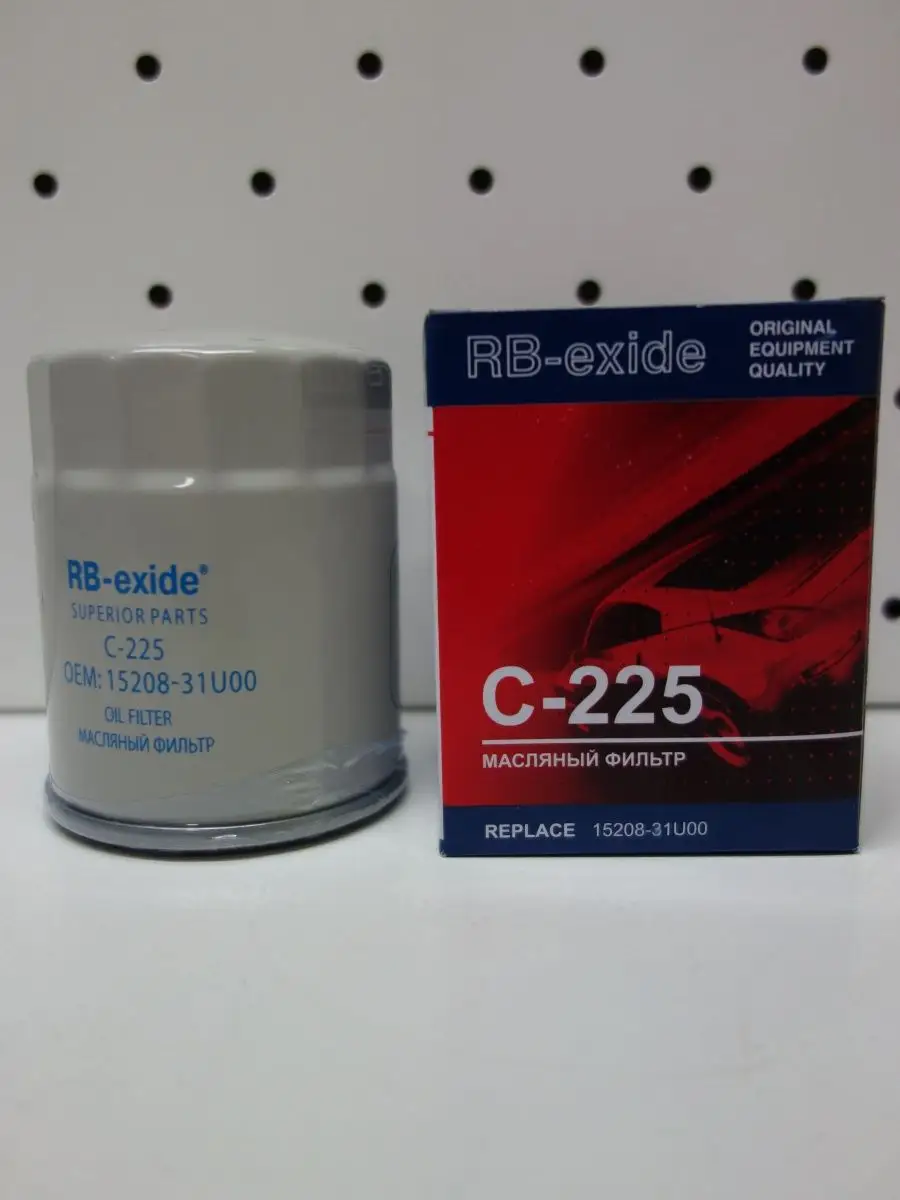 RB-exide®
SUPERIOR PARTS
C-225
OEM: 15208-31U00
OIL FILTER
МАСЛЯНЫЙ ФИЛЬТР
RB-exide
ORIGINAL
EQUIPMENT
QUALITY
C-225
МАСЛЯНЫЙ ФИЛЬТР
REPLACE 15208-31U00